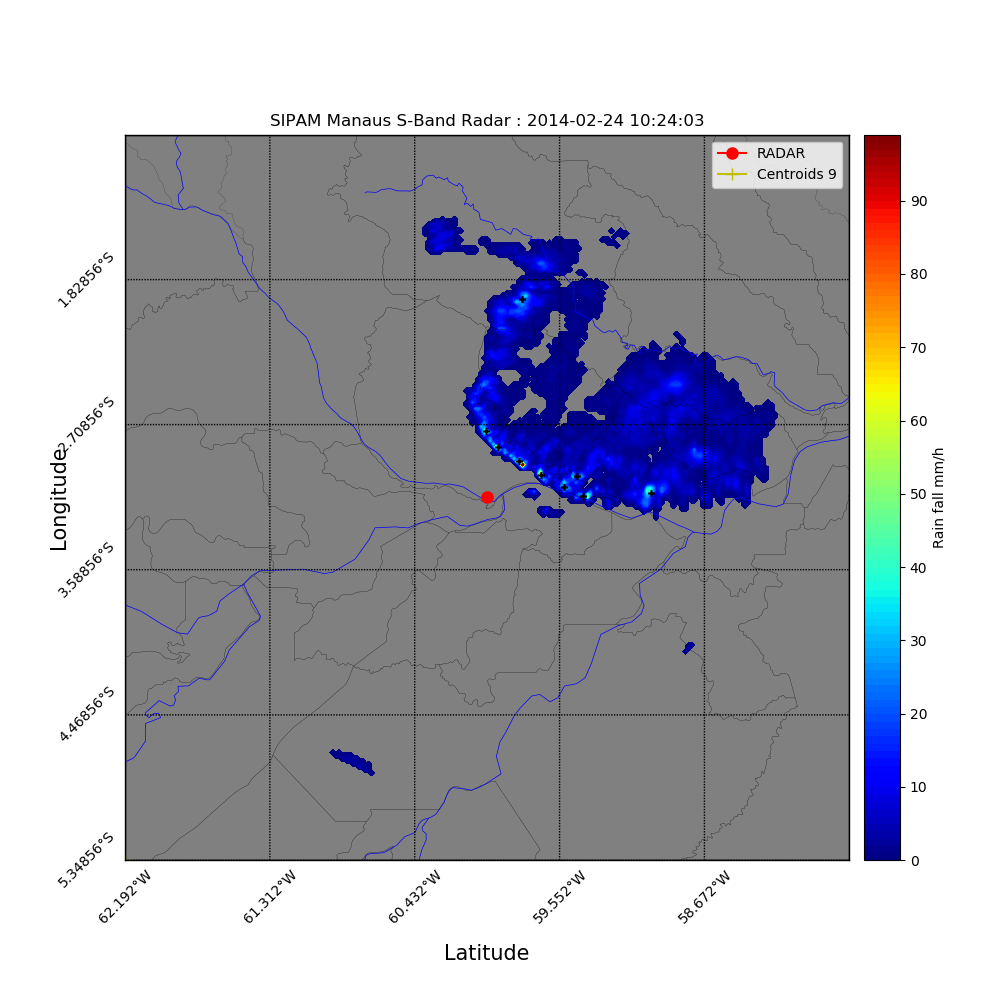 SIPAM Manaus S-Band Radar : 2014-02-24 10:24:03
RADAR
Centroids 9
1.82856°S
2.70856°S
3.58856°S
4.46856°S
5.34856°S
Longitude
62.192°W
61.312°W
60.432°W
59.552°W
58.672°W
Latitude
90
80
70
60
50
40
30
20
10
0
Rain fall mm/h